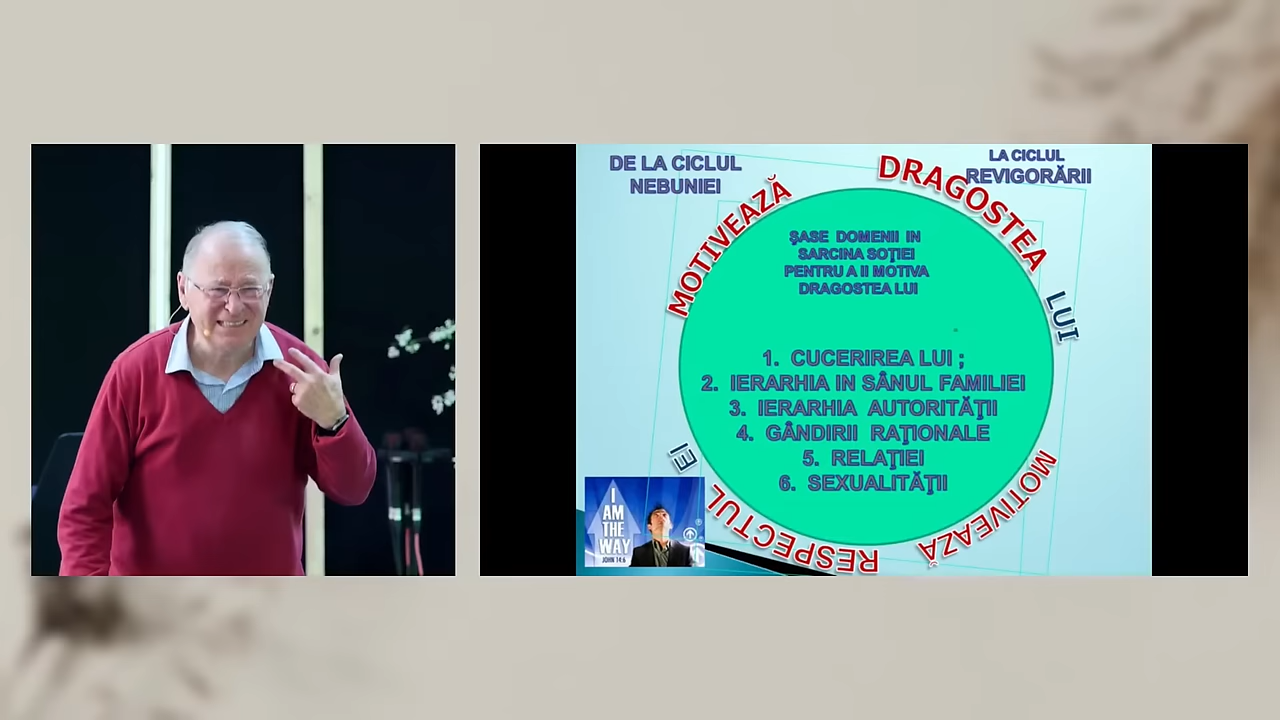 DE LA CICLUL
NEBUNIEI
LA CICLUL
REVIGORĂRII
MOTIVEAZĂ
DRAGOSTEA
LUI
ŞASE DOMENII IN
SARCINA SOŢIEI
PENTRU A II MOTIVA
DRAGOSTEA LUI
1. CUCERIREA LUI ;
2. IERARHIA IN SÂNUL FAMILIEI
3. IERARHIA AUTORITĂŢII
4. GÂNDIRII RAŢIONALE
5. RELAŢIEI
6. SEXUALITĂŢII
MOTIVEAZĂ
RESPECTUL
EI
I
AM
THE
WAY
JOHN 14:6